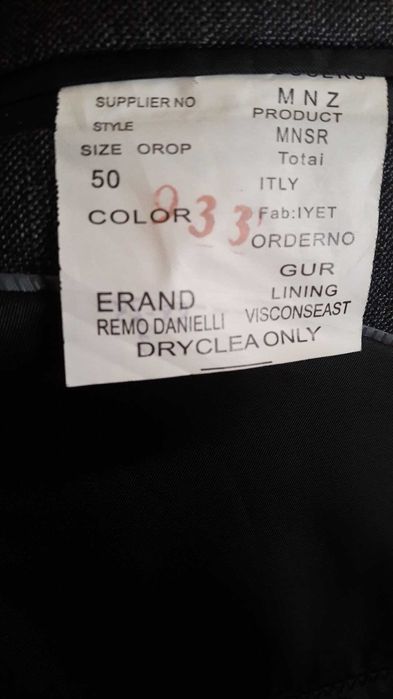 SUPPLIER NO
STYLE
SIZE OROP
50
COLOR
ERAND
REMO DANIELLI
M N Z
PRODUCT
MNSR
Totai
ITLY
Fab:IYET
ORDERNO
GUR
LINING
VISCONSEAST
DRYCLEA ONLY
933